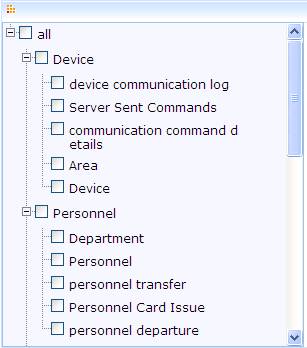 all
Device
device communication log
Server Sent Commands
communication command d
etails
Area
Device
Personnel
Department
Personnel
personnel transfer
Personnel Card Issue
personnel departure